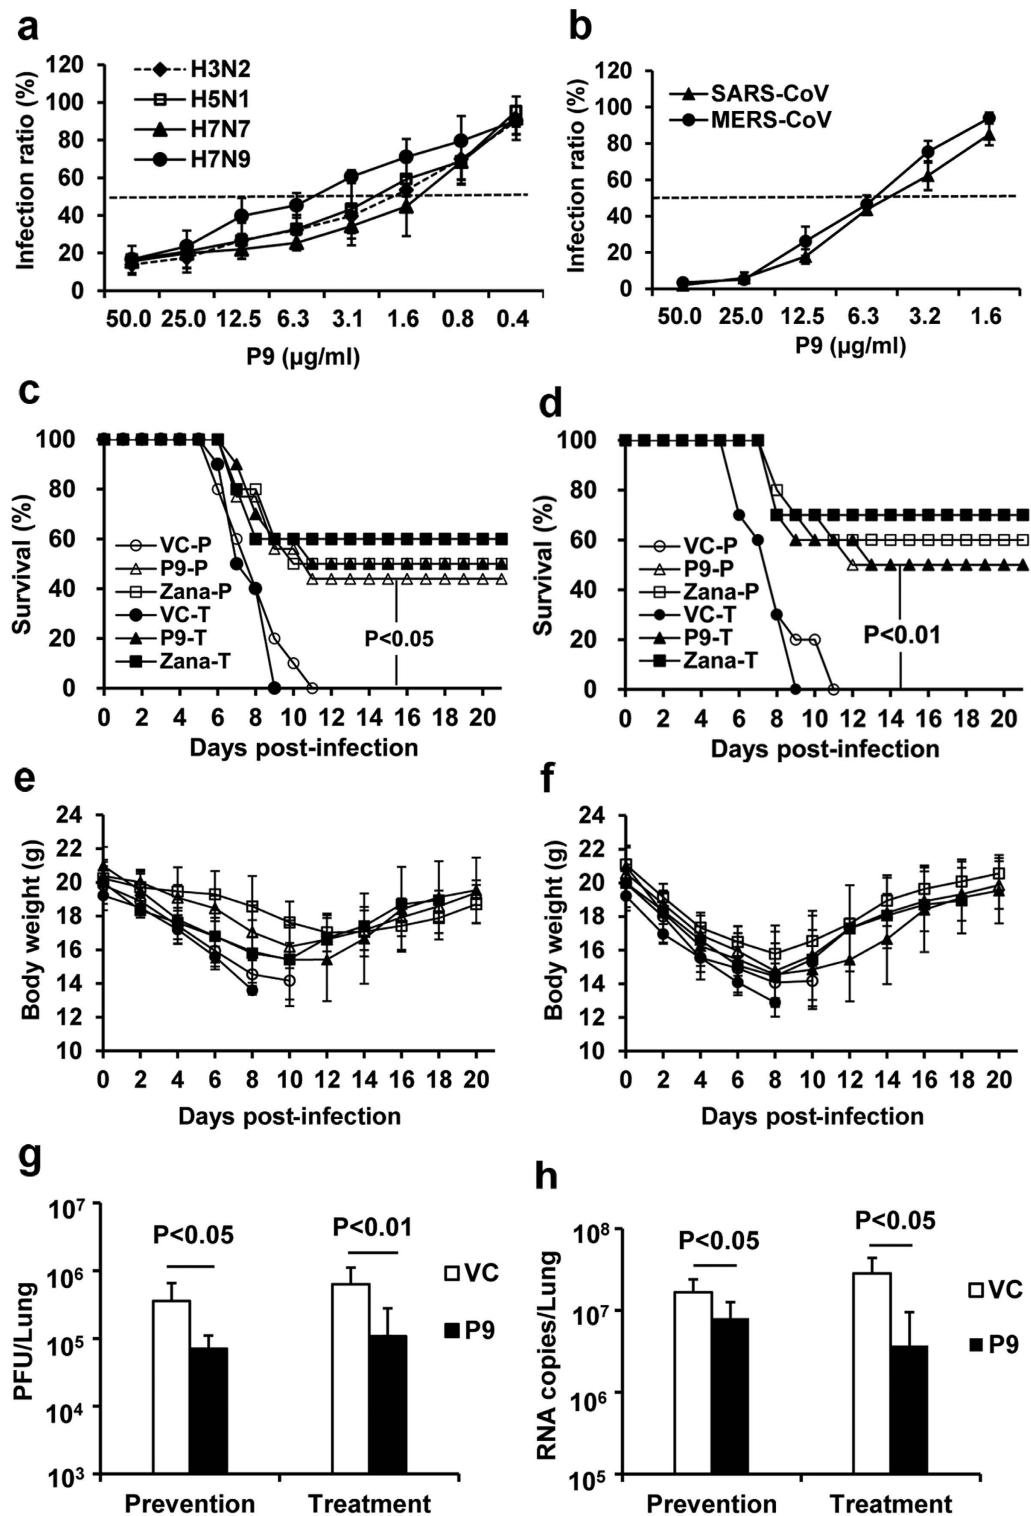 a
Infection ratio (%)
120
100
80
60
40
20
0
H3N2
H5N1
H7N7
H7N9
50.0 25.0 12.5 6.3 3.1 1.6 0.8 0.4
P9 (µg/ml)
b
Infection ratio (%)
120
100
80
60
40
20
0
SARS-CoV
MERS-CoV
50.0 25.0 12.5 6.3 3.2 1.6
P9 (µg/ml)
c
Survival (%)
100
80
60
40
20
0
VC-P
P9-P
Zana-P
VC-T
P9-T
Zana-T
P<0.05
0 2 4 6 8 10 12 14 16 18 20
Days post-infection
d
Survival (%)
100
80
60
40
20
0
VC-P
P9-P
Zana-P
VC-T
P9-T
Zana-T
P<0.01
0 2 4 6 8 10 12 14 16 18 20
Days post-infection
e
Body weight (g)
24
22
20
18
16
14
12
10
0 2 4 6 8 10 12 14 16 18 20
Days post-infection
f
Body weight (g)
24
22
20
18
16
14
12
10
0 2 4 6 8 10 12 14 16 18 20
Days post-infection
g
PFU/Lung
10⁷
10⁶
10⁵
10⁴
10³
P<0.05
P<0.01
VC
P9
Prevention Treatment
h
RNA copies/Lung
10⁸
10⁷
10⁶
10⁵
P<0.05
P<0.05
VC
P9
Prevention Treatment